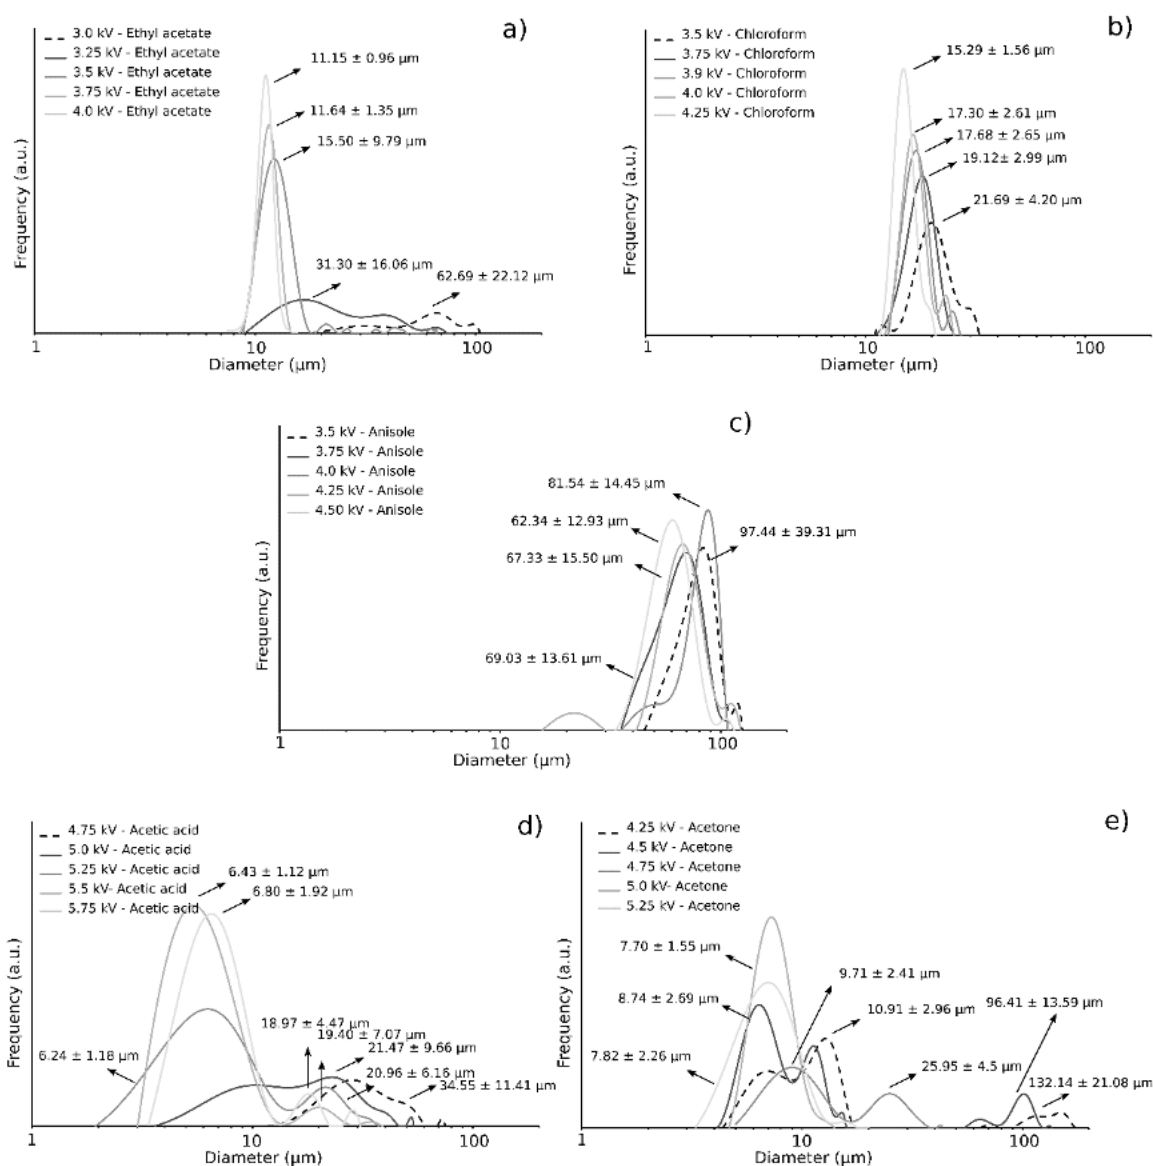 a)
3.0 kV - Ethyl acetate
3.25 kV - Ethyl acetate
3.5 kV - Ethyl acetate
3.75 kV - Ethyl acetate
4.0 kV - Ethyl acetate
11.15 ± 0.96 µm
11.64 ± 1.35 µm
15.50 ± 9.79 µm
31.30 ± 16.06 µm
62.69 ± 22.12 µm
Frequency (a.u.)
1 10 100
Diameter (µm)
b)
3.5 kV - Chloroform
3.75 kV - Chloroform
3.9 kV - Chloroform
4.0 kV - Chloroform
4.25 kV - Chloroform
15.29 ± 1.56 µm
17.30 ± 2.61 µm
17.68 ± 2.65 µm
19.12± 2.99 µm
21.69 ± 4.20 µm
Frequency (a.u.)
1 10 100
Diameter (µm)
c)
3.5 kV - Anisole
3.75 kV - Anisole
4.0 kV - Anisole
4.25 kV - Anisole
4.50 kV - Anisole
81.54 ± 14.45 µm
62.34 ± 12.93 µm
97.44 ± 39.31 µm
67.33 ± 15.50 µm
69.03 ± 13.61 µm
Frequency (a.u.)
1 10 100
Diameter (µm)
d)
4.75 kV - Acetic acid
5.0 kV - Acetic acid
5.25 kV - Acetic acid
5.5 kV- Acetic acid
5.75 kV - Acetic acid
6.43 ± 1.12 µm
6.80 ± 1.92 µm
18.97 ± 4.47 µm
19.40 ± 7.07 µm
21.47 ± 9.66 µm
6.24 ± 1.18 µm
20.96 ± 6.16 µm
34.55 ± 11.41 µm
Frequency (a.u.)
1 10 100
Diameter (µm)
e)
4.25 kV - Acetone
4.5 kV - Acetone
4.75 kV - Acetone
5.0 kV- Acetone
5.25 kV - Acetone
7.70 ± 1.55 µm
9.71 ± 2.41 µm
8.74 ± 2.69 µm
10.91 ± 2.96 µm
96.41 ± 13.59 µm
7.82 ± 2.26 µm
25.95 ± 4.5 µm
132.14 ± 21.08 µm
Frequency (a.u.)
1 10 100
Diameter (µm)